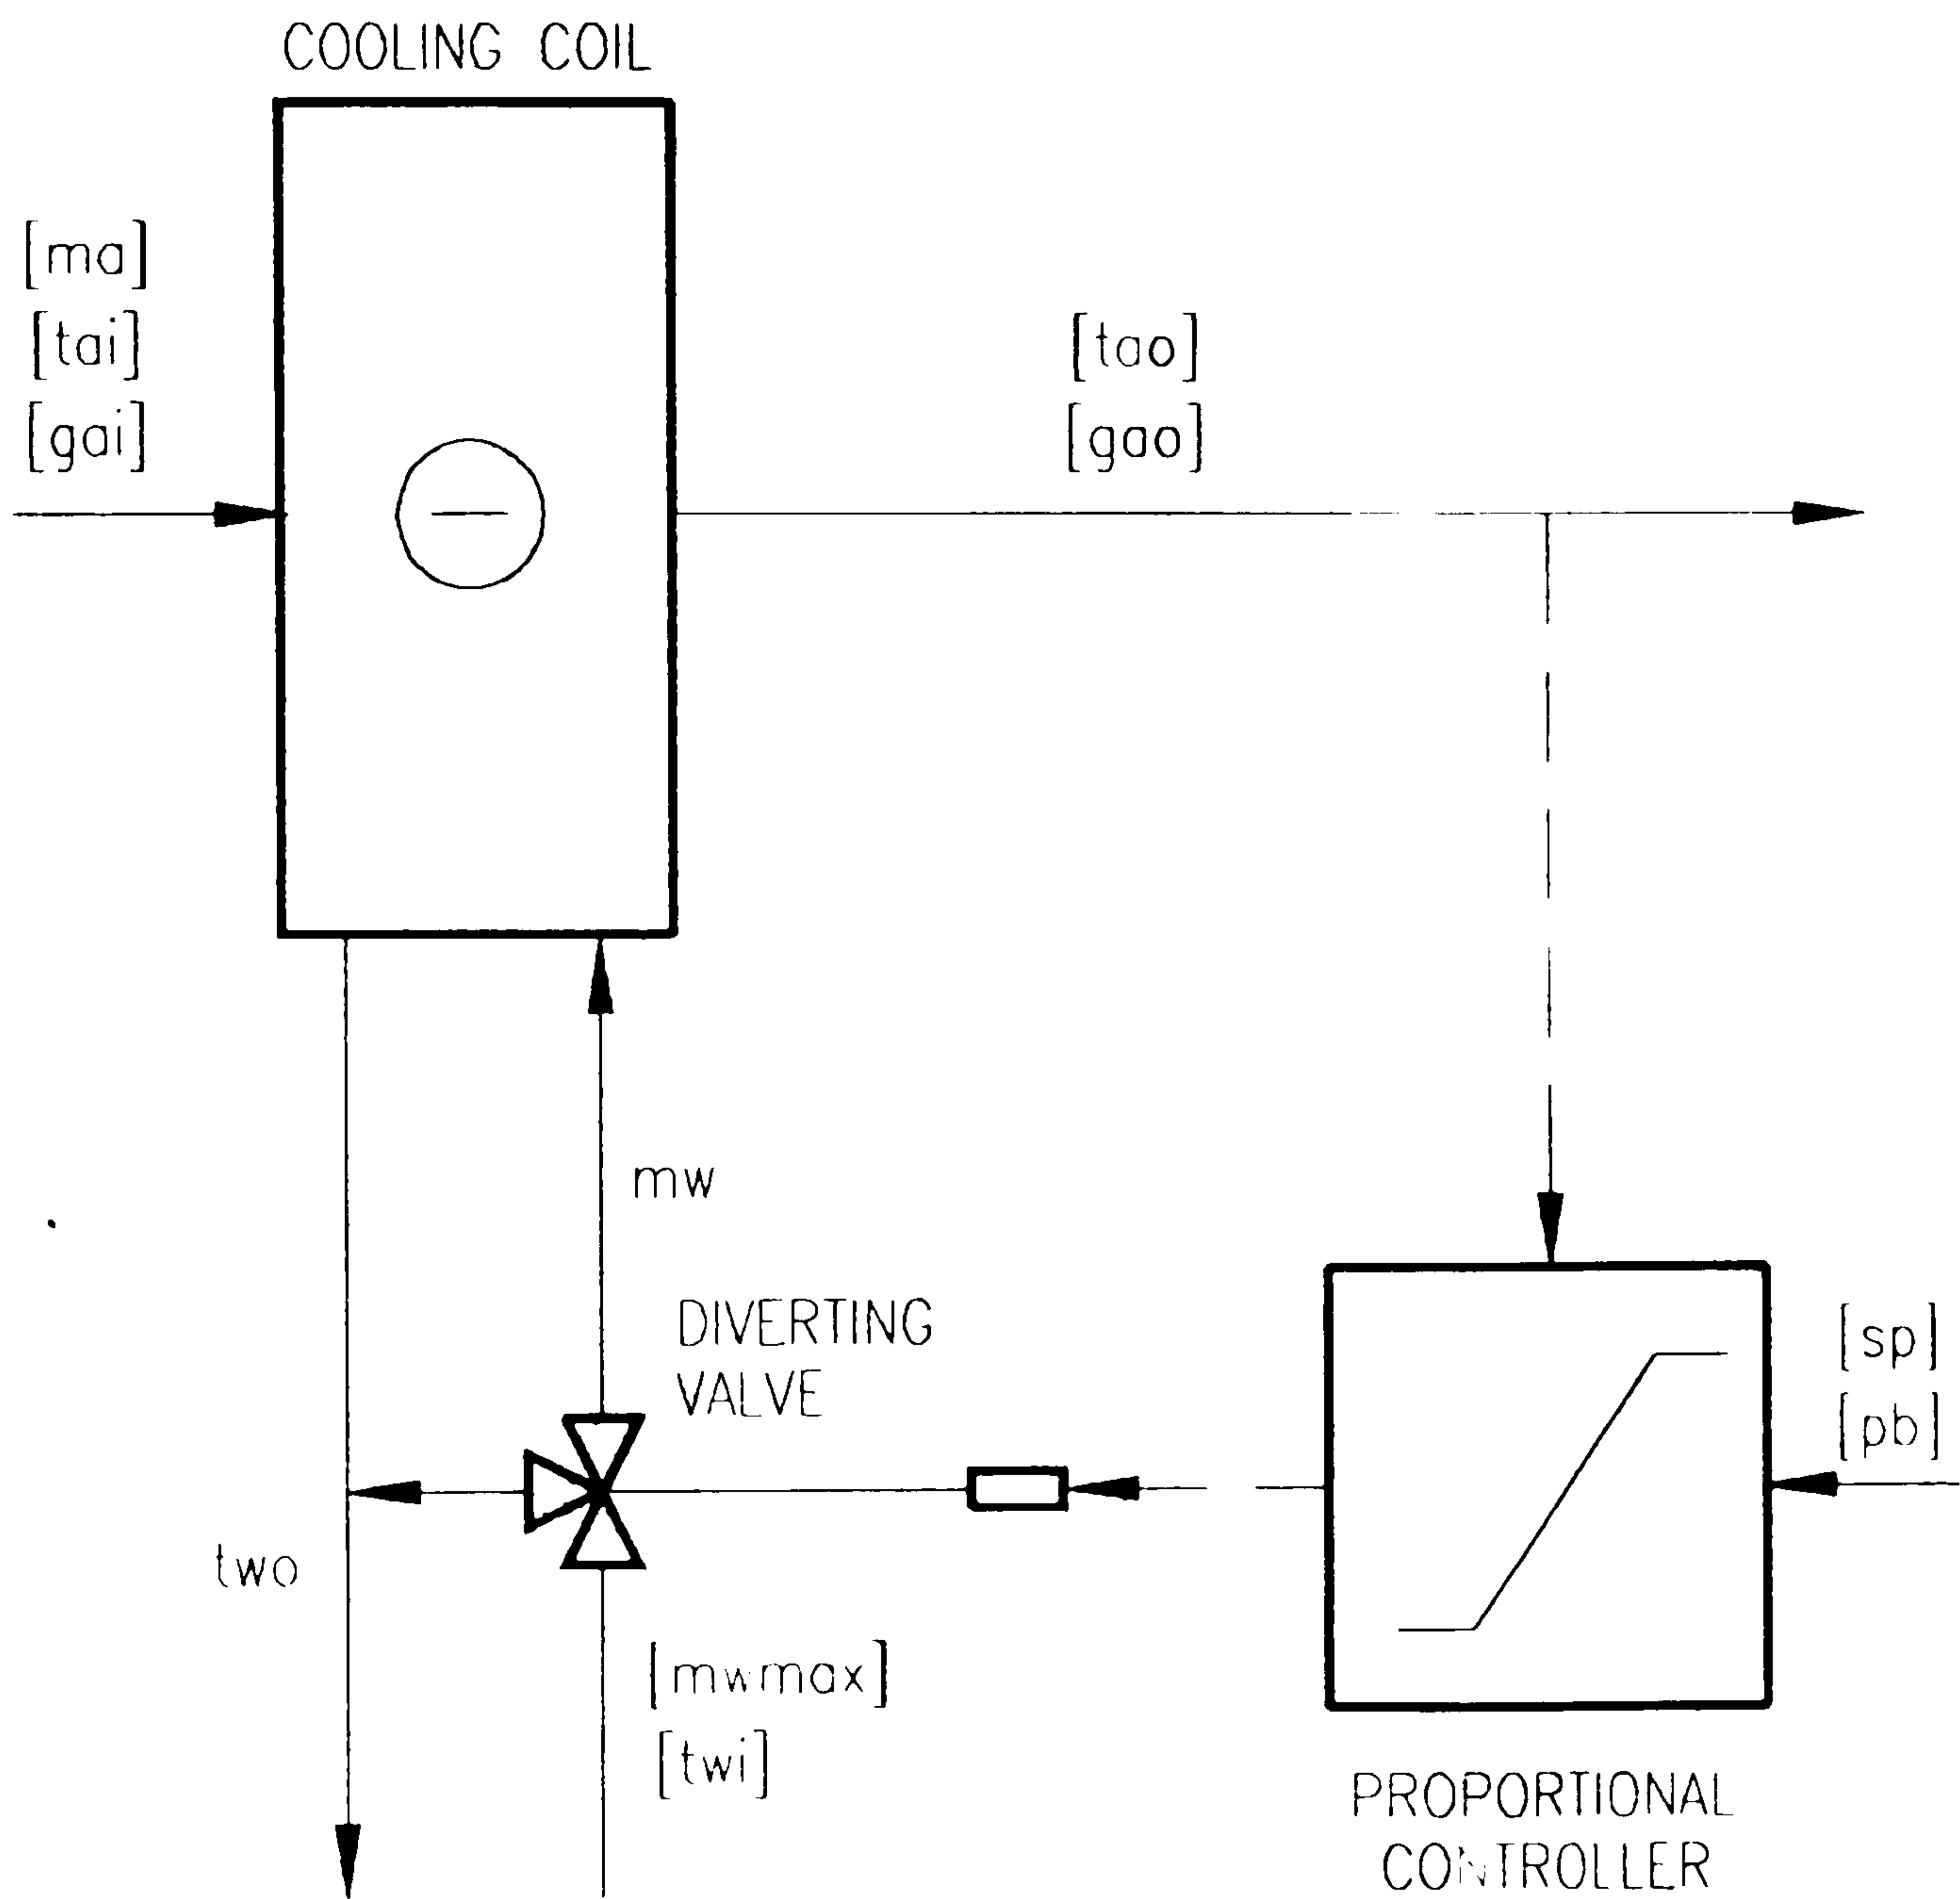 COOLING COIL
[ma]
[tai]
[gai]
[tao]
[gao]
mw
DIVERTING
VALVE
[sp]
[pb]
two
[mwmax]
[twi]
PROPORTIONAL
CONTROLLER